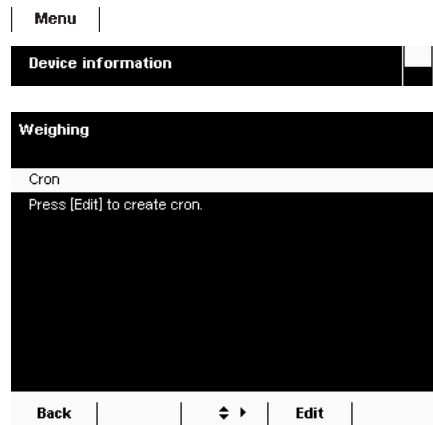 Menu
Device information
Weighing
Cron
Press [Edit] to create cron.
Back Edit